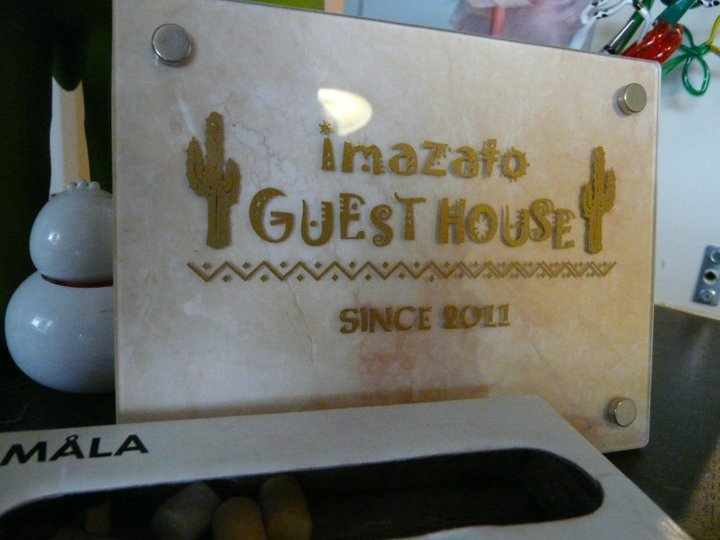 imazato
GUEST HOUSE
SINCE 2011
MÅLA